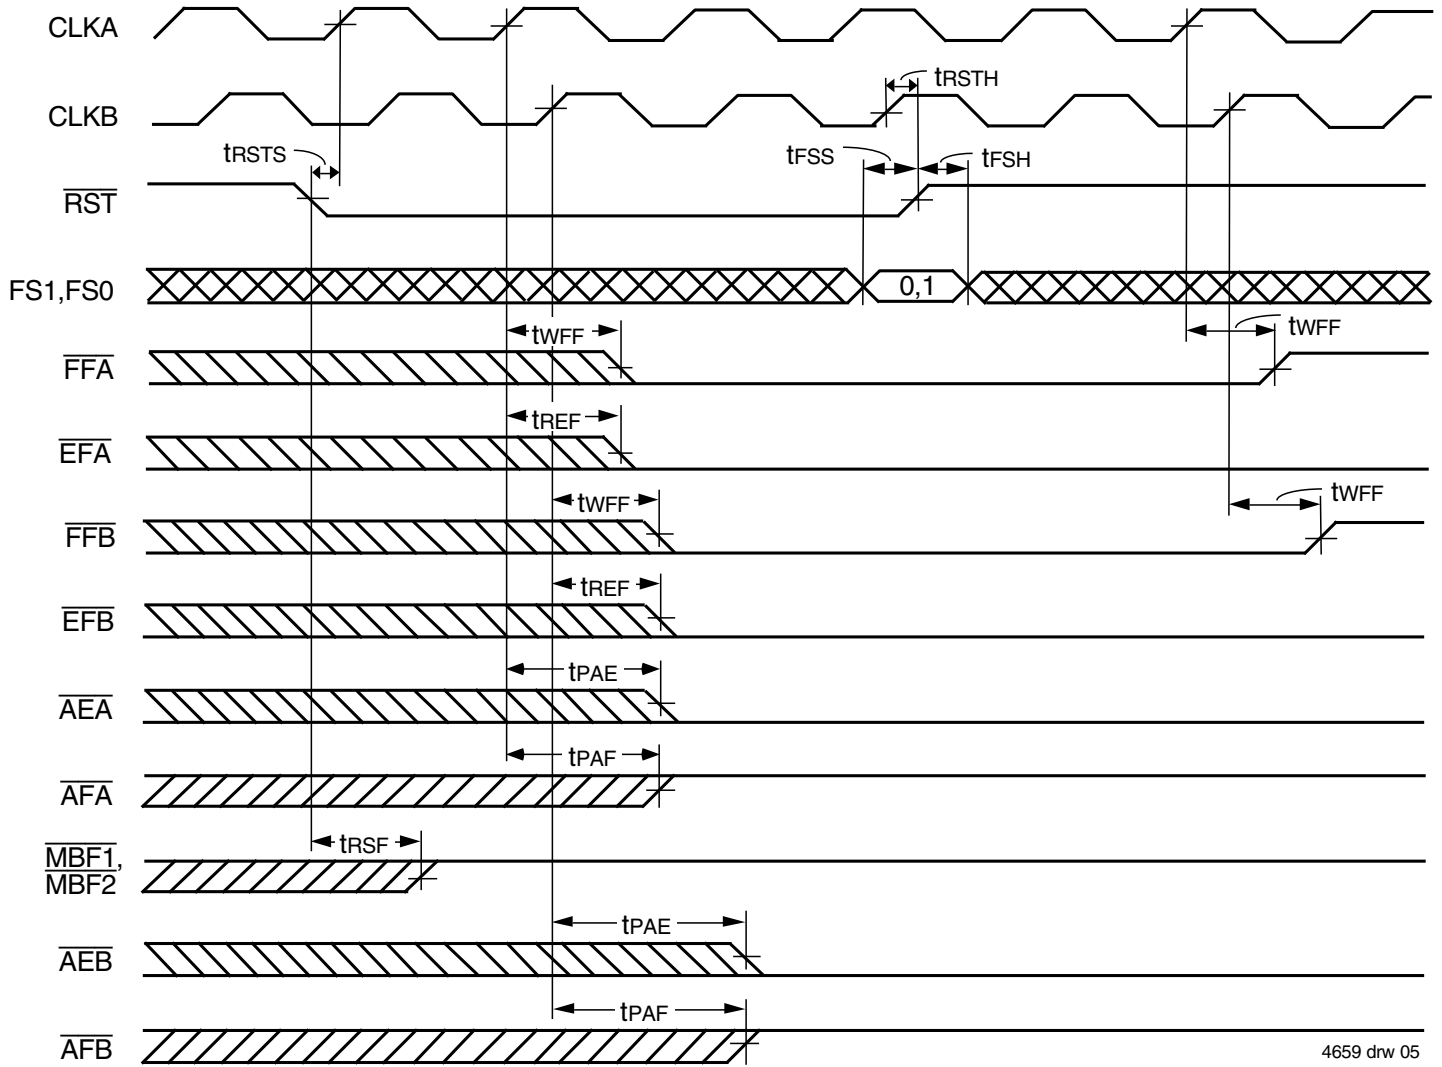 CLKA
CLKB
tRSTH
tRSTS
tFSS
tFSH
RST
FS1,FS0
0,1
tWFF
tWFF
FFA
tREF
EFA
tWFF
tWFF
FFB
tREF
EFB
tPAE
AEA
tPAF
AFA
tRSF
MBF1,
MBF2
tPAE
AEB
tPAF
AFB
4659 drw 05